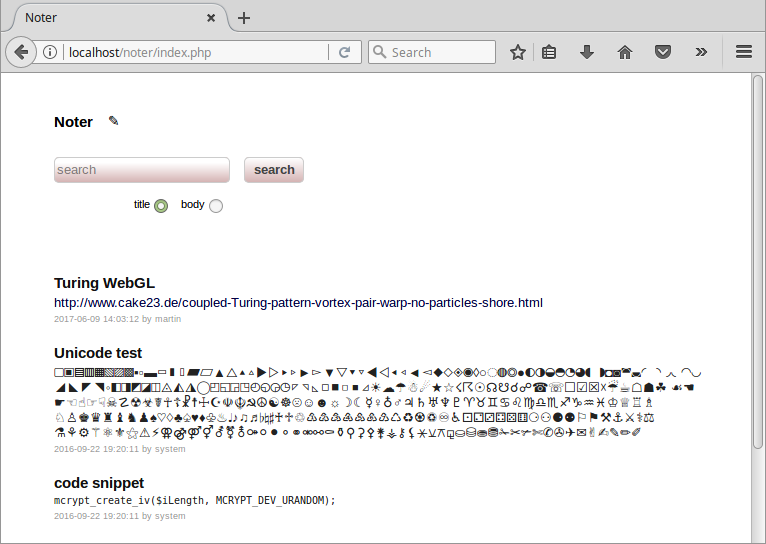 Noter
localhost/noter/index.php
Search
Noter ✎
search
search
title body
Turing WebGL
http://www.cake23.de/coupled-Turing-pattern-vortex-pair-warp-no-particles-shore.html
2017-06-09 14:03:12 by martin
Unicode test
2016-09-22 19:20:11 by system
code snippet
mcrypt_create_iv($iLength, MCRYPT_DEV_URANDOM);
2016-09-22 19:20:11 by system